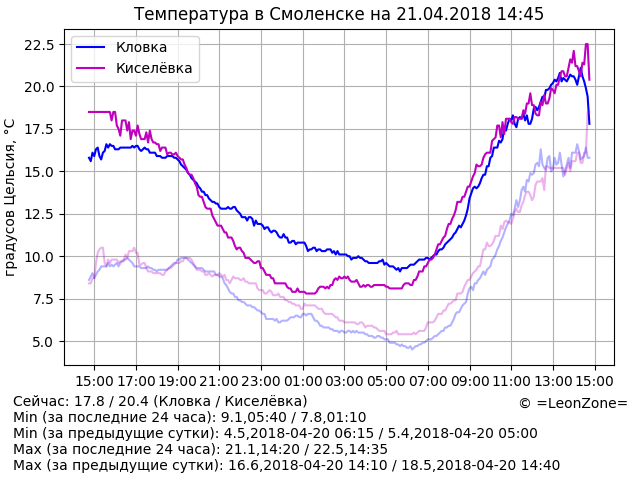 Температура в Смоленске на 21.04.2018 14:45
Кловка
Киселёвка
градусов Цельсия, °C
22.5
20.0
17.5
15.0
12.5
10.0
7.5
5.0
15:00 17:00 19:00 21:00 23:00 01:00 03:00 05:00 07:00 09:00 11:00 13:00 15:00
© =LeonZone=
Сейчас: 17.8 / 20.4 (Кловка / Киселёвка)
Min (за последние 24 часа): 9.1,05:40 / 7.8,01:10
Min (за предыдущие сутки): 4.5,2018-04-20 06:15 / 5.4,2018-04-20 05:00
Max (за последние 24 часа): 21.1,14:20 / 22.5,14:35
Max (за предыдущие сутки): 16.6,2018-04-20 14:10 / 18.5,2018-04-20 14:40